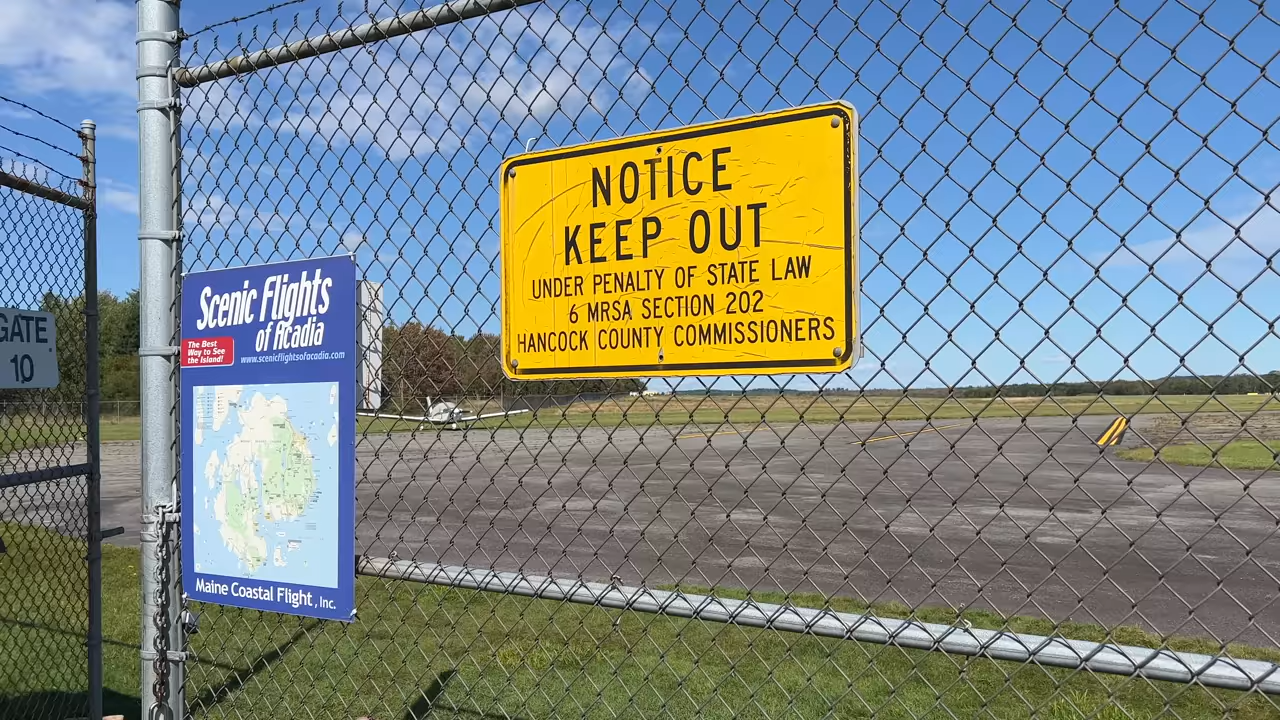 GATE
10
Scenic Flights
of Acadia
The Best
Way to See
the Island!
www.scenicflightsofacadia.com
Maine Coastal Flight, Inc.
NOTICE
KEEP OUT
UNDER PENALTY OF STATE LAW
6 MRSA SECTION 202
HANCOCK COUNTY COMMISSIONERS